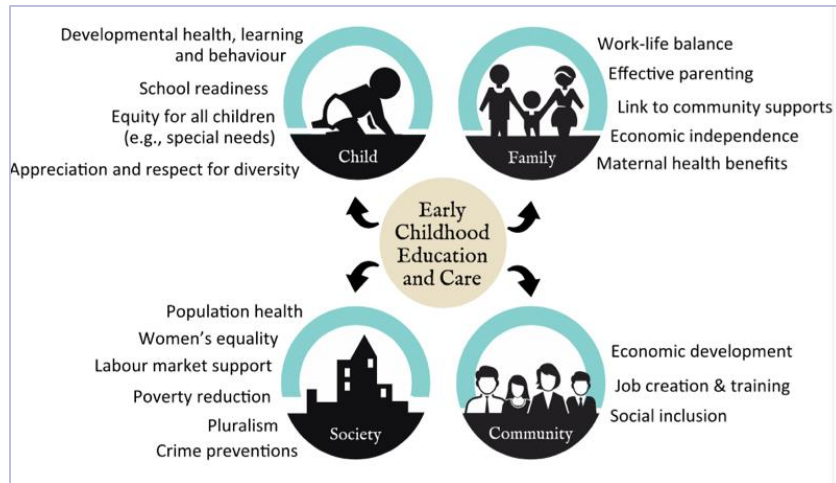 Developmental health, learning
and behaviour
School readiness
Equity for all children
(e.g., special needs)
Appreciation and respect for diversity
Child
Work-life balance
Effective parenting
Link to community supports
Economic independence
Maternal health benefits
Family
Early
Childhood
Education
and Care
Population health
Women's equality
Labour market support
Poverty reduction
Pluralism
Crime preventions
Society
Economic development
Job creation & training
Social inclusion
Community